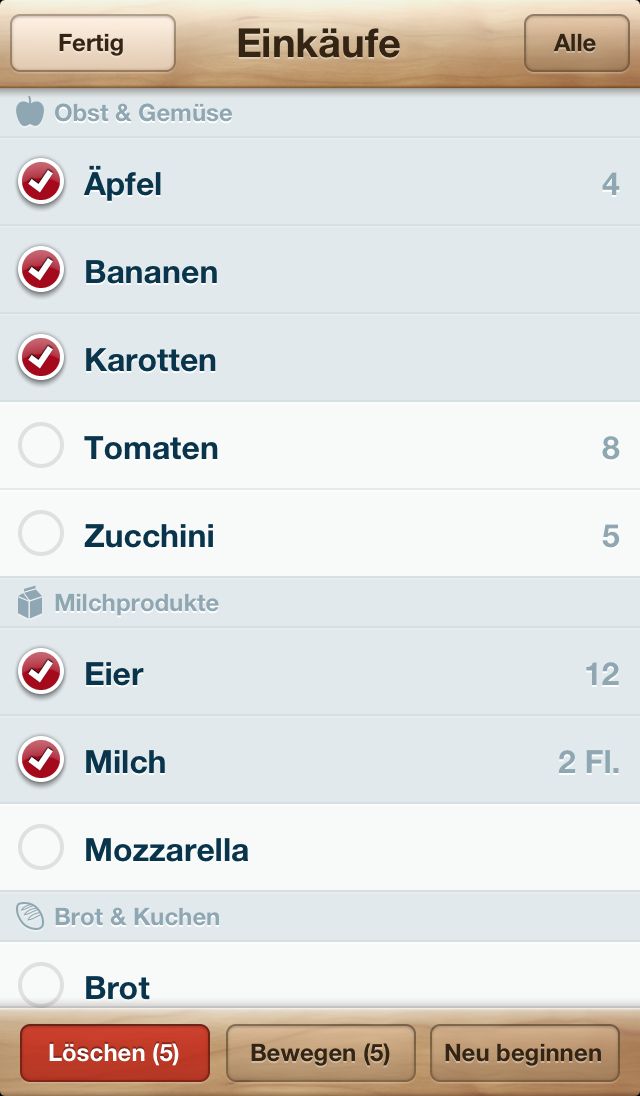 Fertig Einkäufe Alle
Obst & Gemüse
Äpfel 4
Bananen
Karotten
Tomaten 8
Zucchini 5
Milchprodukte
Eier 12
Milch 2 Fl.
Mozzarella
Brot & Kuchen
Brot
Löschen (5) Bewegen (5) Neu beginnen